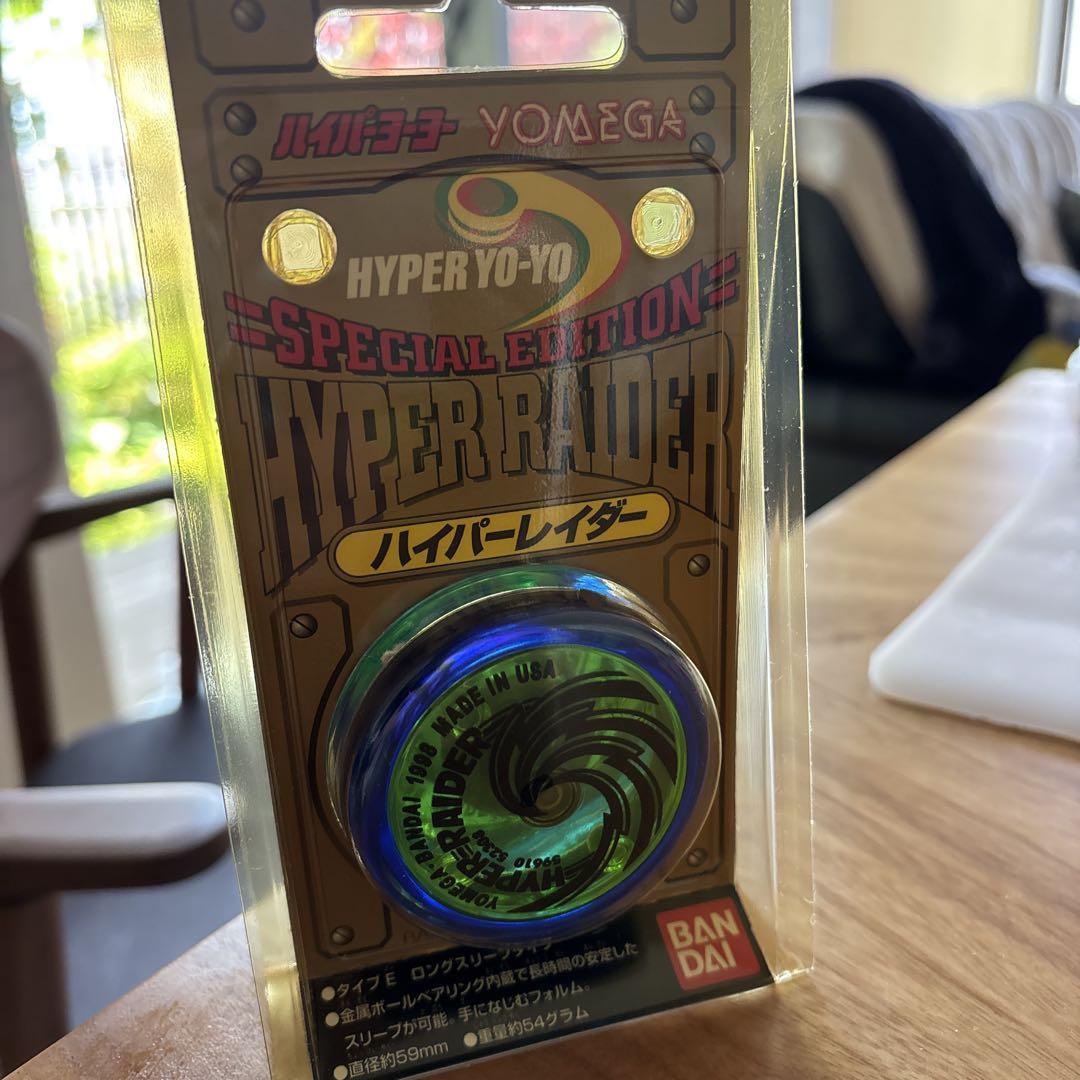 ハイパーヨーヨー YOMEGA
HYPER YO-YO
SPECIAL EDITION
HYPER RAIDER
ハイパーレイダー
YOMEGA・BANDAI 1998 MADE IN USA
HYPER-RAIDER
59610 52308
BAN
DAI
●タイプE ロングスリープタイプ
●金属ボールベアリング内蔵で長時間の安定した
スリープが可能。手になじむフォルム。
●直径約59mm ●重量約54グラム